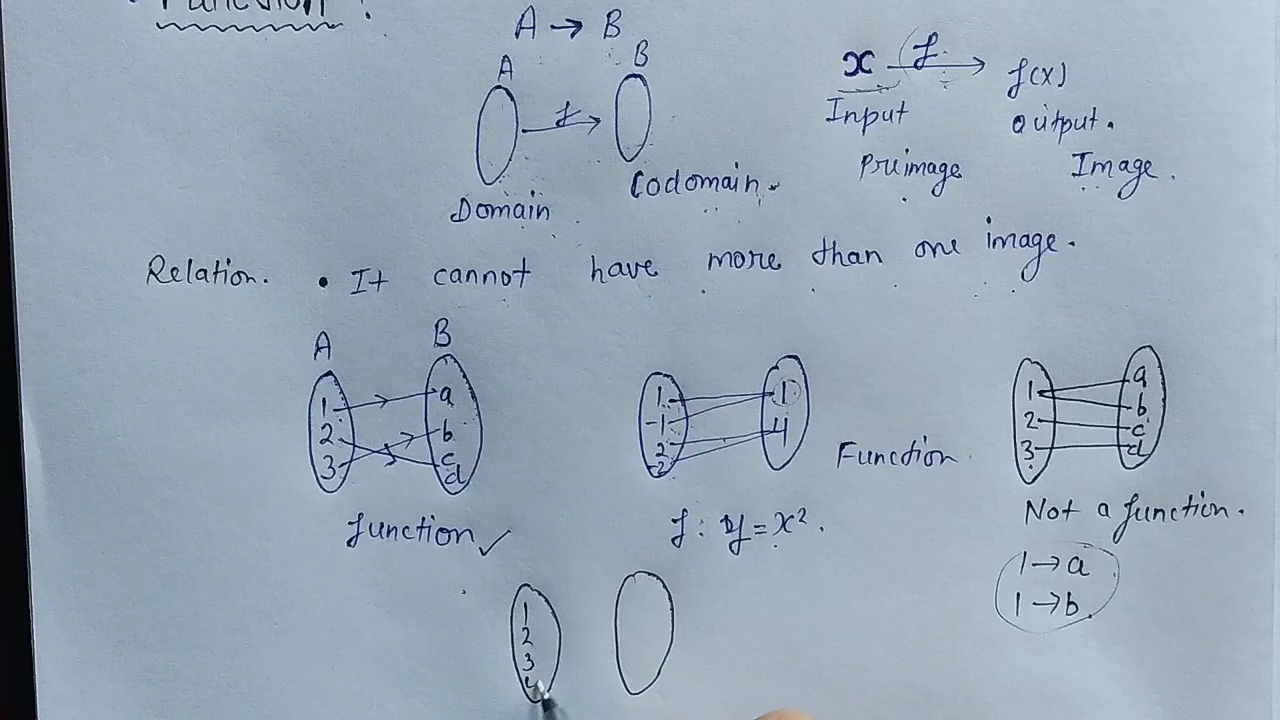 Function :
A → B
A B
f
x f f(x)
Input output.
Preimage Image.
Domain Codomain.
Relation. • It cannot have more than one image.
A B
1 a
2 b
3 c
d
function ✓
1 1
-1 4
2
-2
Function
f : y = x².
1 a
2 b
3 c
d
Not a function.
1 → a
1 → b
1
2
3